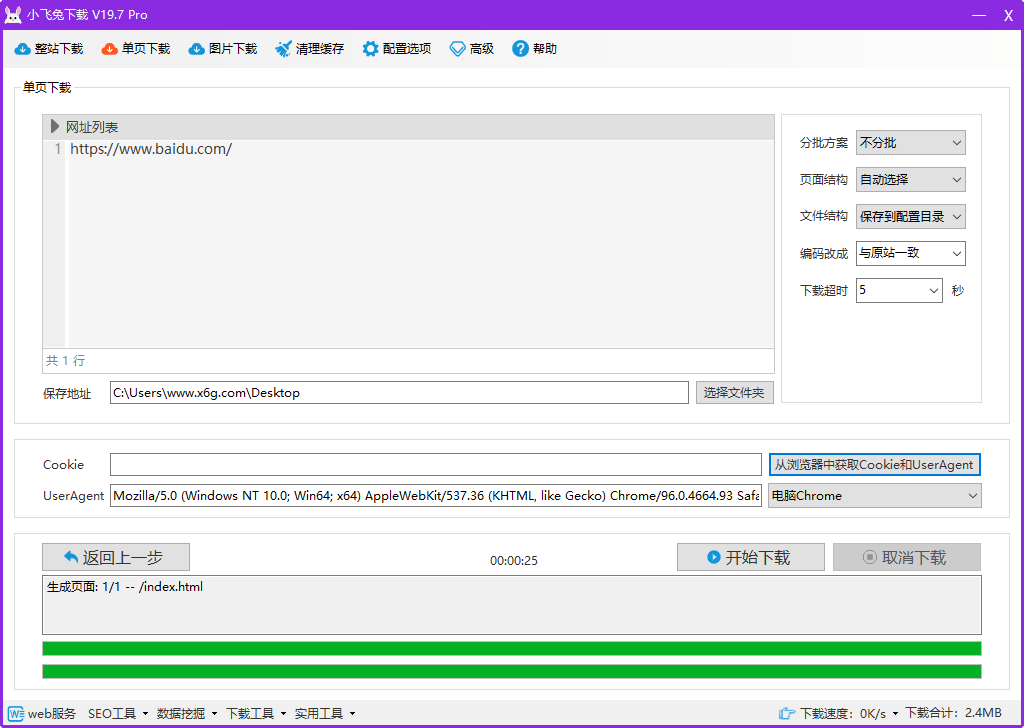 小飞兔下载 V19.7 Pro
整站下载 单页下载 图片下载 清理缓存 配置选项 高级 帮助
单页下载
网址列表
1 https://www.baidu.com/
共 1 行
保存地址 C:\Users\www.x6g.com\Desktop 选择文件夹
分批方案 不分批
页面结构 自动选择
文件结构 保存到配置目录
编码改成 与原站一致
下载超时 5 秒
Cookie 从浏览器中获取Cookie和UserAgent
UserAgent Mozilla/5.0 (Windows NT 10.0; Win64; x64) AppleWebKit/537.36 (KHTML, like Gecko) Chrome/96.0.4664.93 Safa 电脑Chrome
返回上一步 00:00:25 开始下载 取消下载
生成页面: 1/1 -- /index.html
web服务 SEO工具 数据挖掘 下载工具 实用工具 下载速度: 0K/s 下载合计: 2.4MB